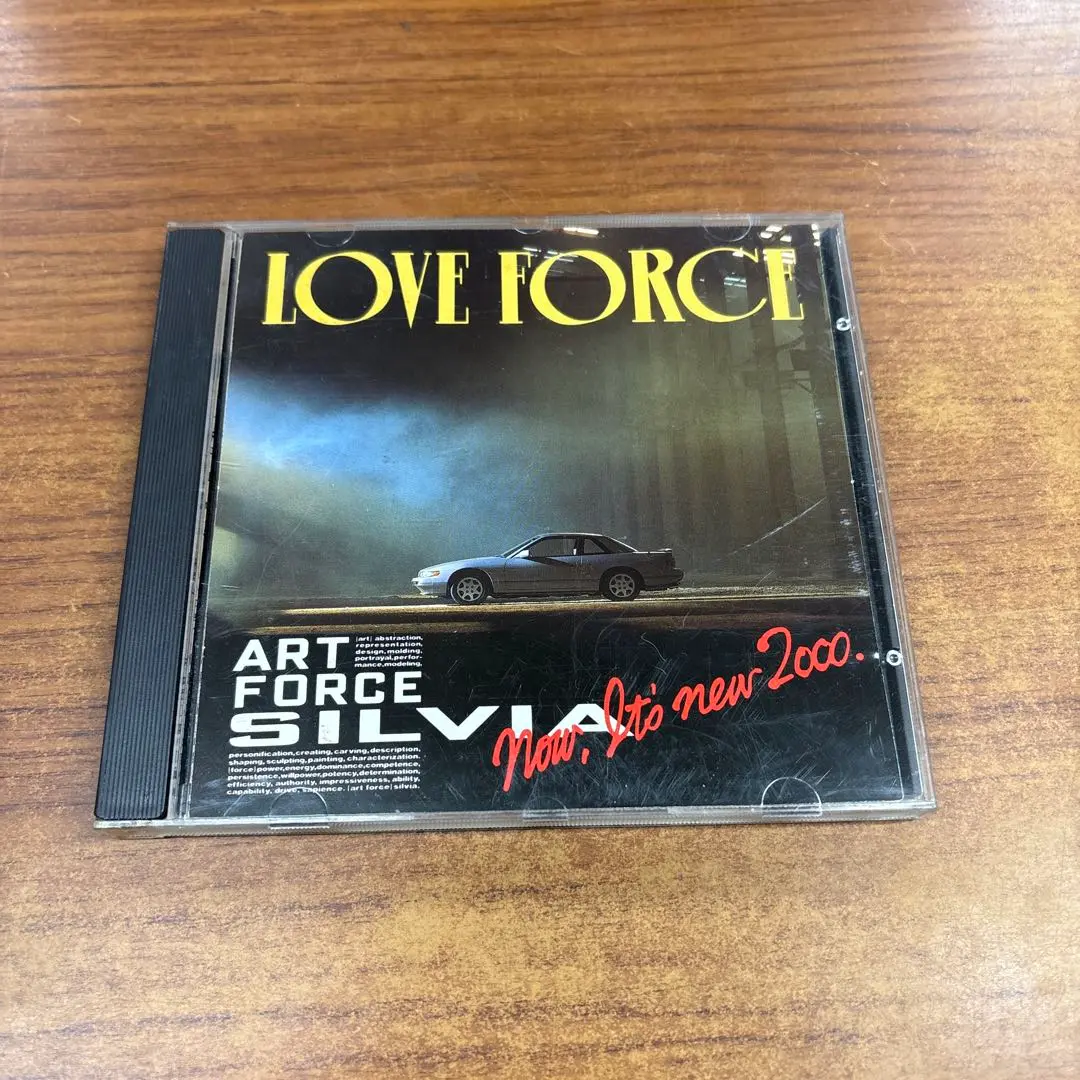 LOVE FORCE
ART
FORCE
SILVIA
[art] abstraction,
representation,
design, molding,
portrayal, perfor-
mance, modeling,
personification, creating, carving, description,
shaping, sculpting, painting, characterization.
[force] power, energy, dominance, competence,
persistence, willpower, potency, determination,
efficiency, authority, impressiveness, ability,
capability, drive, sapience. [art force] silvia.
Now, It's new 2000.